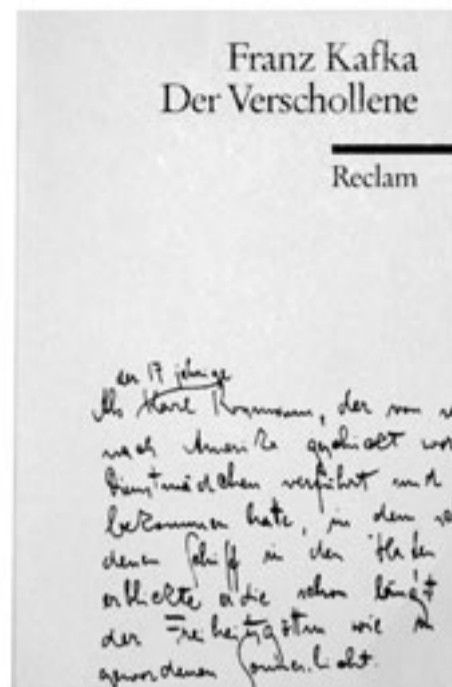 Franz Kafka
Der Verschollene
Reclam
der 17 jährige
Als Karl Rossmann, der von
nach Amerika geschickt wor
Dienstmädchen verführt und
bekommen hatte, in dem
denen Schiff in den Hafen
erblickte er die schon längst
der Freiheitsgöttin wie in
gewordenen Sonnenlicht.